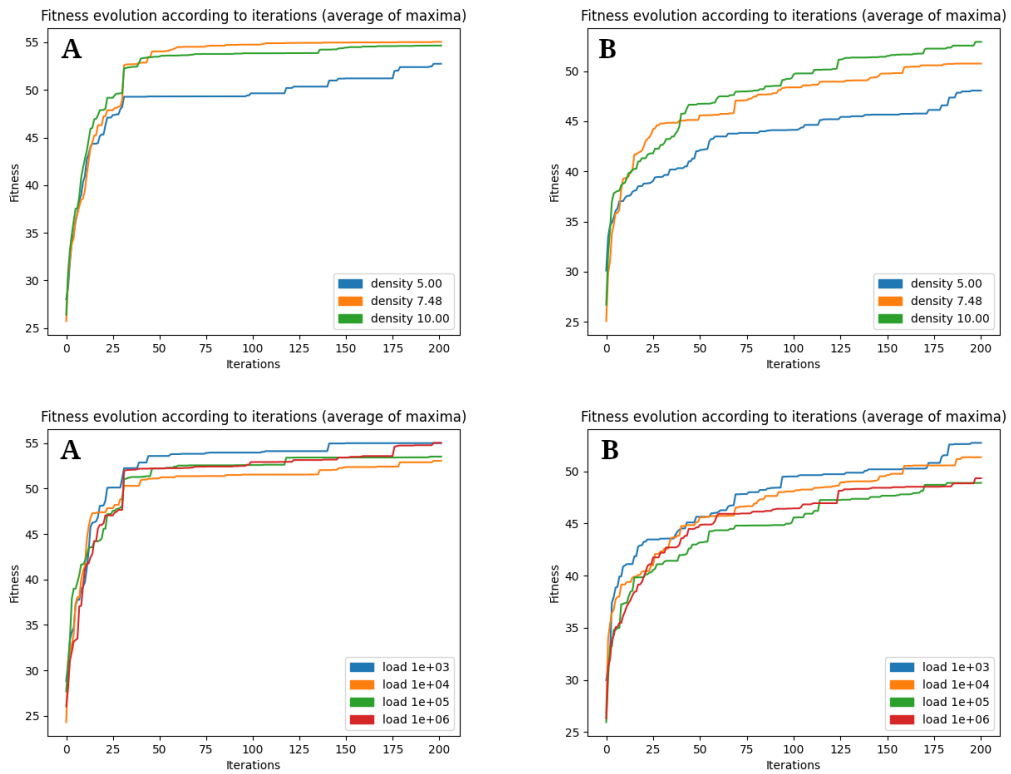 Fitness evolution according to iterations (average of maxima)
A
55
50
45
40
35
30
25
Fitness
density 5.00
density 7.48
density 10.00
0 25 50 75 100 125 150 175 200
Iterations
Fitness evolution according to iterations (average of maxima)
B
50
45
40
35
30
25
Fitness
density 5.00
density 7.48
density 10.00
0 25 50 75 100 125 150 175 200
Iterations
Fitness evolution according to iterations (average of maxima)
A
55
50
45
40
35
30
25
Fitness
load 1e+03
load 1e+04
load 1e+05
load 1e+06
0 25 50 75 100 125 150 175 200
Iterations
Fitness evolution according to iterations (average of maxima)
B
50
45
40
35
30
25
Fitness
load 1e+03
load 1e+04
load 1e+05
load 1e+06
0 25 50 75 100 125 150 175 200
Iterations